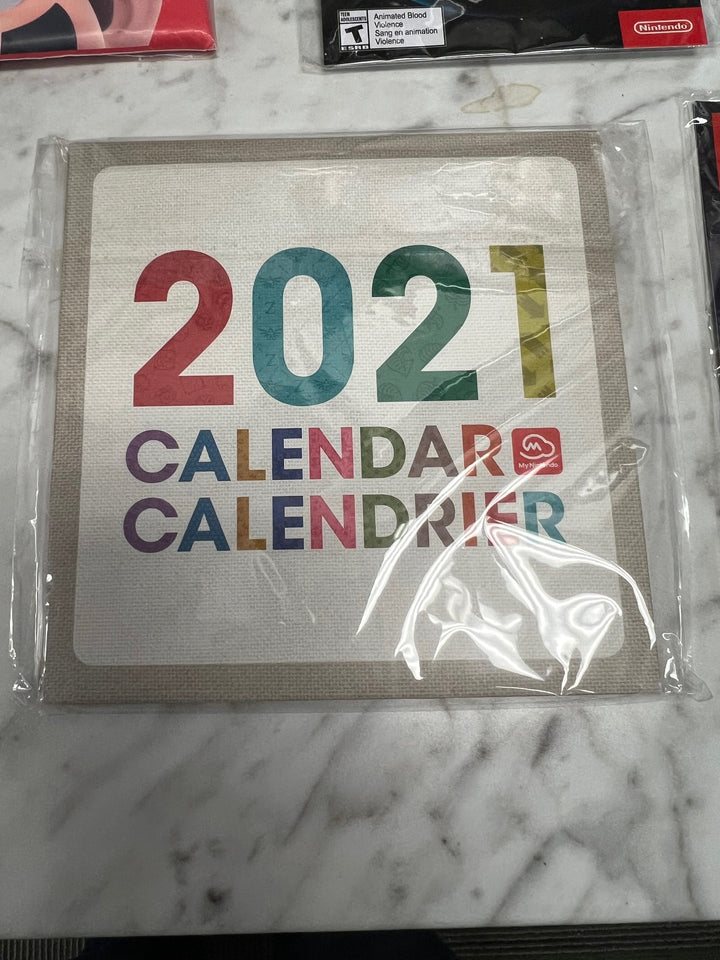 TEEN
ADOLESCENTS
T
ESRB
Animated Blood
Violence
Sang en animation
Violence
Nintendo
2021
CALENDAR
My Nintendo
CALENDRIER